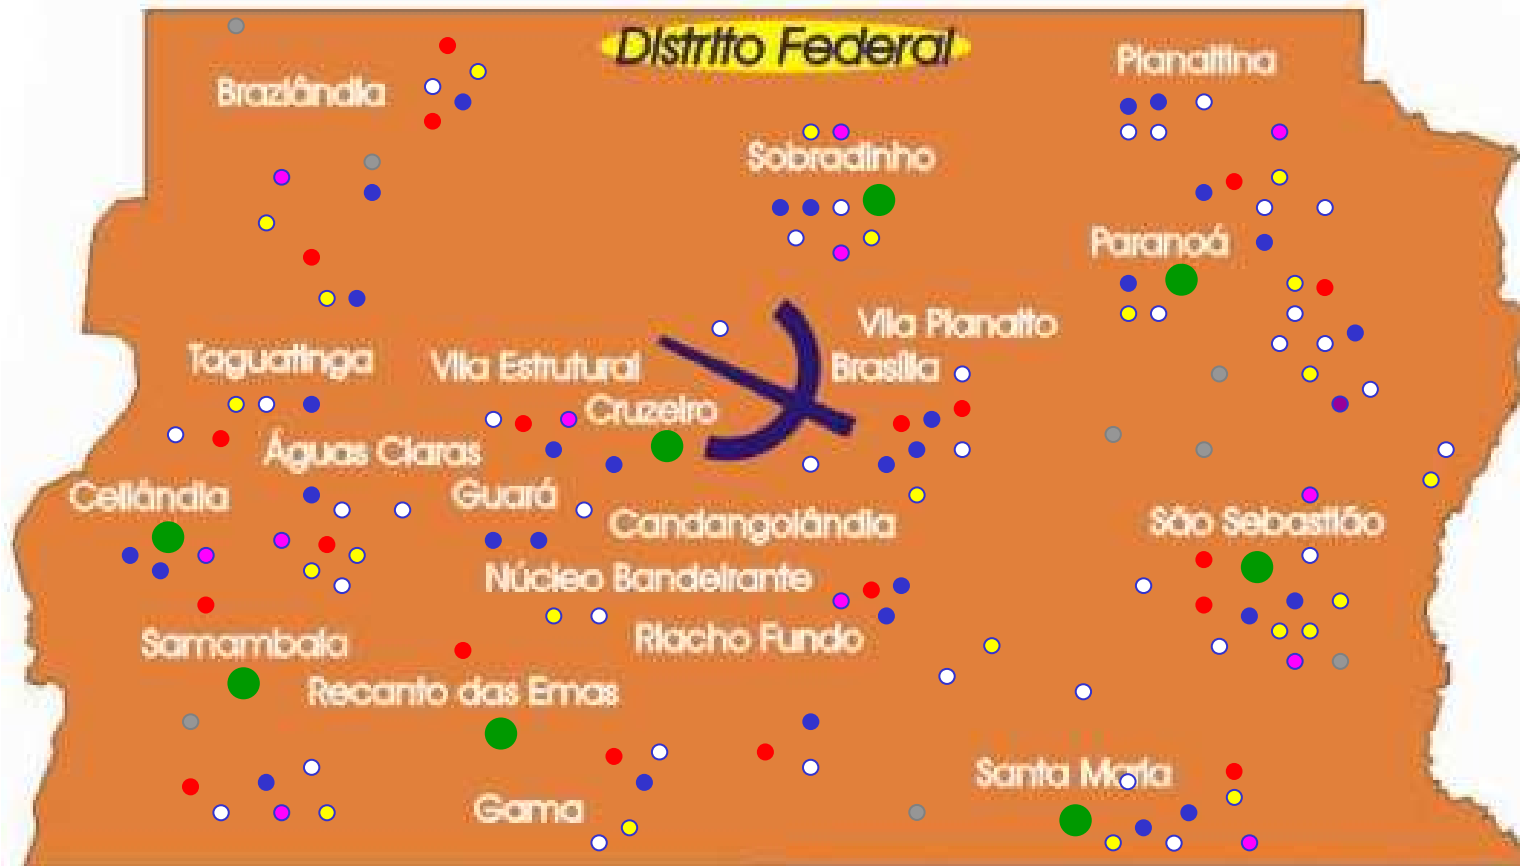 Distrito Federal
Planaltina
Brazlândia
Sobradinho
Paranoá
Vila Planalto
Taguatinga
Vila Estrutural
Brasília
Cruzeiro
Águas Claras
Ceilândia
Guará
Candangolândia
São Sebastião
Núcleo Bandeirante
Riacho Fundo
Samambaia
Recanto das Emas
Santa Maria
Gama